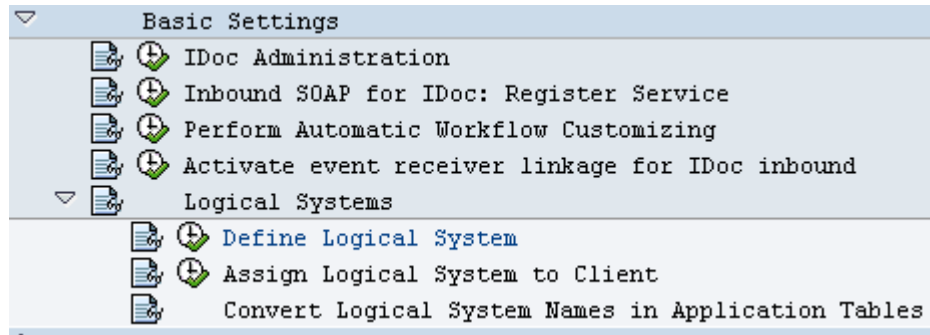 Basic Settings
IDoc Administration
Inbound SOAP for IDoc: Register Service
Perform Automatic Workflow Customizing
Activate event receiver linkage for IDoc inbound
Logical Systems
Define Logical System
Assign Logical System to Client
Convert Logical System Names in Application Tables